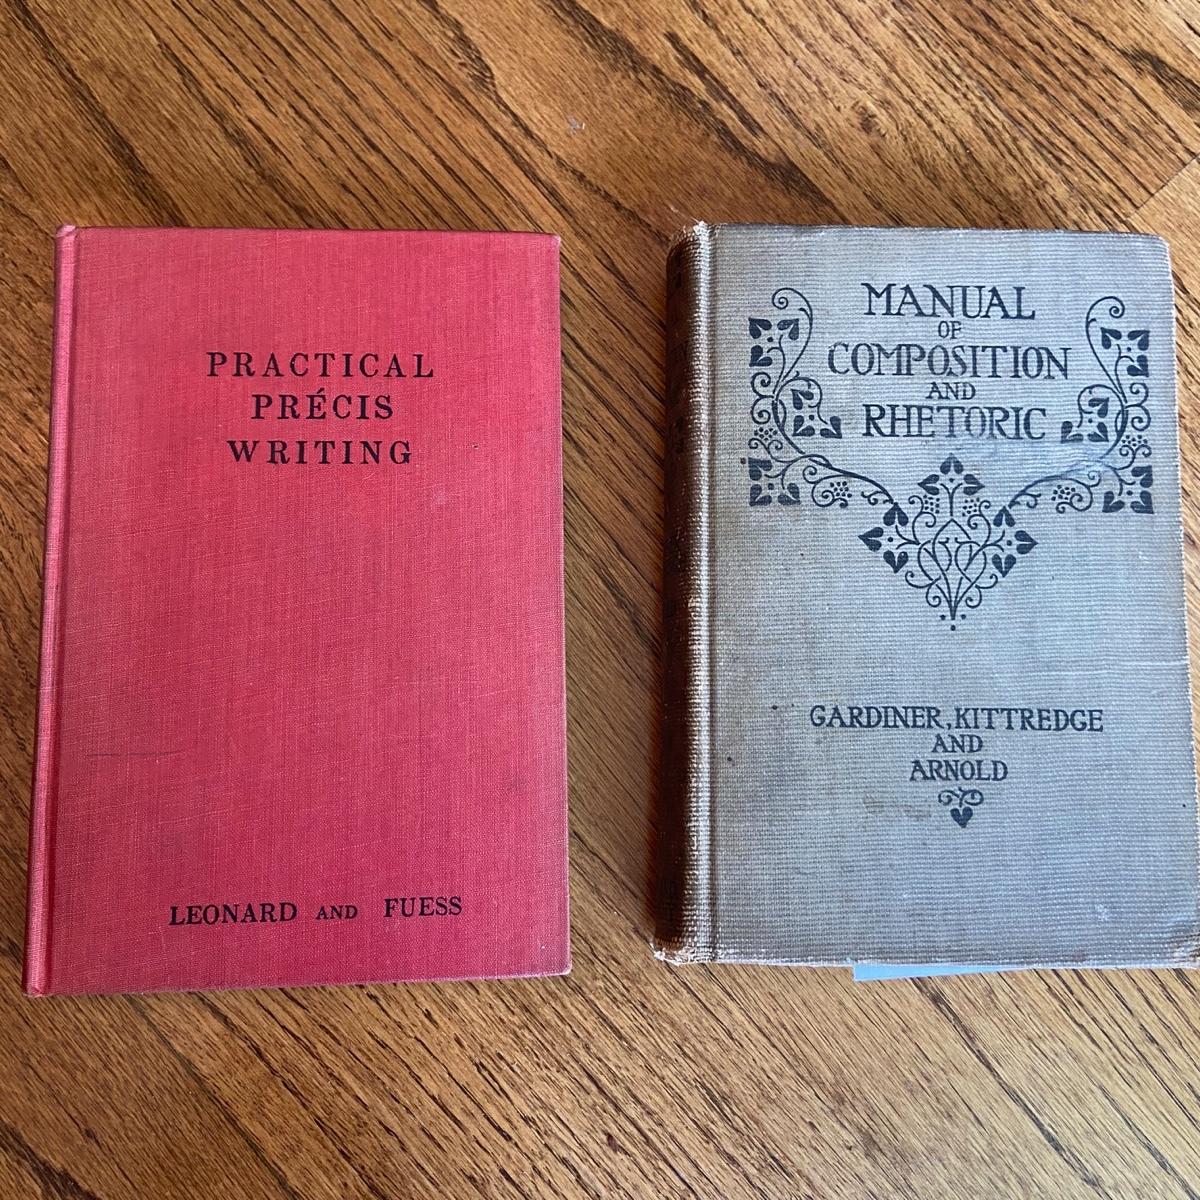 PRACTICAL
PRÉCIS
WRITING
LEONARD AND FUESS
MANUAL
OF
COMPOSITION
AND
RHETORIC
GARDINER, KITTREDGE
AND
ARNOLD